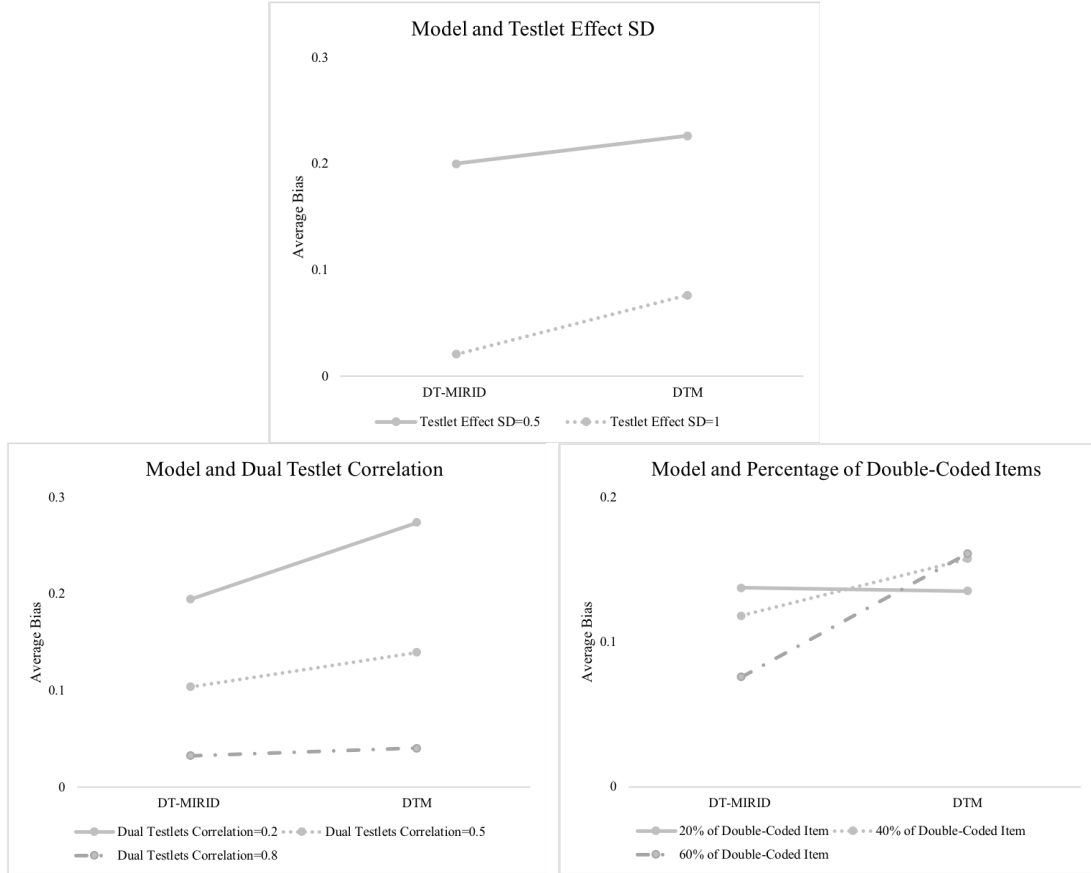 Model and Testlet Effect SD
0.3
0.2
0.1
0
Average Bias
DT-MIRID DTM
Testlet Effect SD=0.5 Testlet Effect SD=1
Model and Dual Testlet Correlation
0.3
0.2
0.1
0
Average Bias
DT-MIRID DTM
Dual Testlets Correlation=0.2 Dual Testlets Correlation=0.5
Dual Testlets Correlation=0.8
Model and Percentage of Double-Coded Items
0.2
0.1
0
Average Bias
DT-MIRID DTM
20% of Double-Coded Item 40% of Double-Coded Item
60% of Double-Coded Item